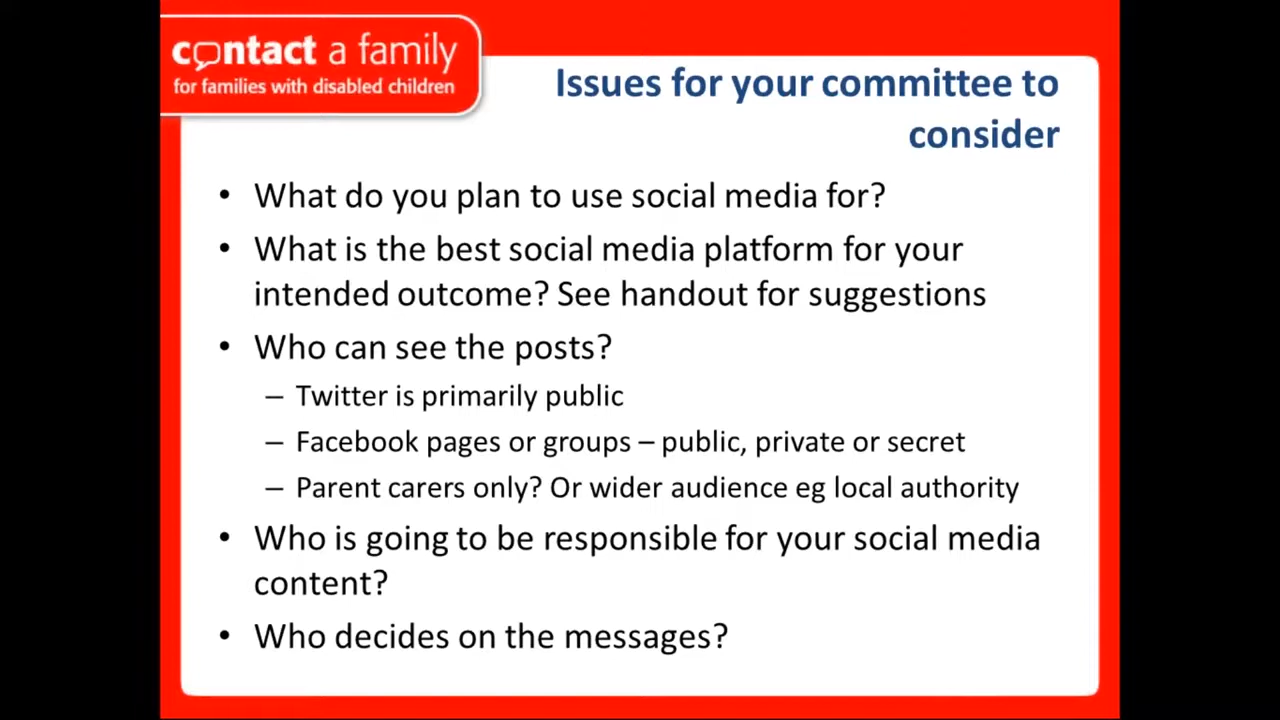 contact a family
for families with disabled children
Issues for your committee to
consider
• What do you plan to use social media for?
• What is the best social media platform for your
intended outcome? See handout for suggestions
• Who can see the posts?
– Twitter is primarily public
– Facebook pages or groups – public, private or secret
– Parent carers only? Or wider audience eg local authority
• Who is going to be responsible for your social media
content?
• Who decides on the messages?